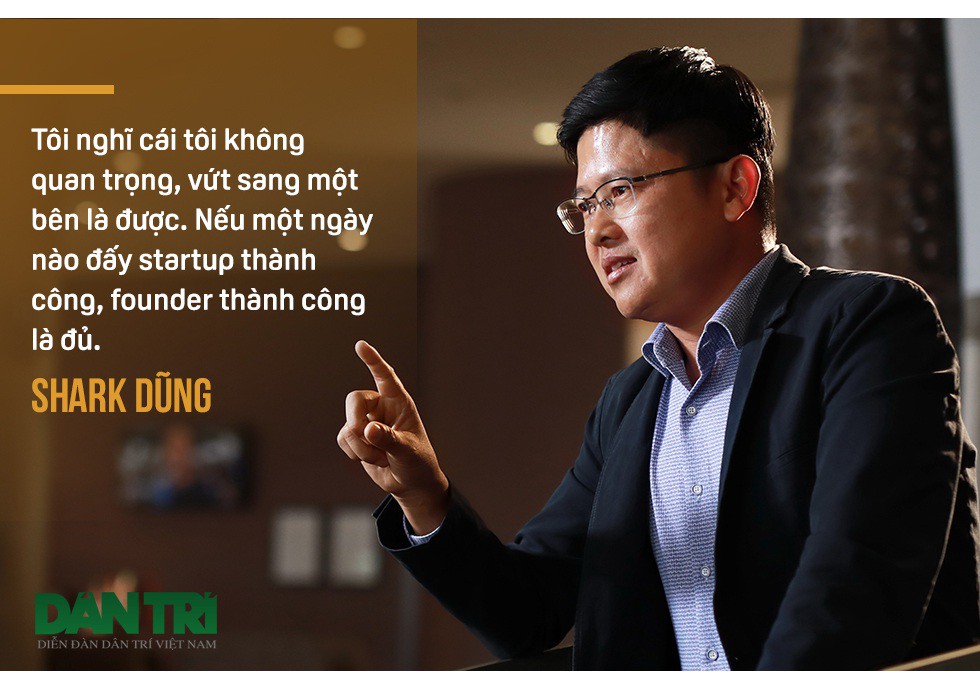 Tôi nghĩ cái tôi không
quan trọng, vứt sang một
bên là được. Nếu một ngày
nào đấy startup thành
công, founder thành công
là đủ.
SHARK DŨNG
DÂN TRÍ
DIỄN ĐÀN DÂN TRÍ VIỆT NAM